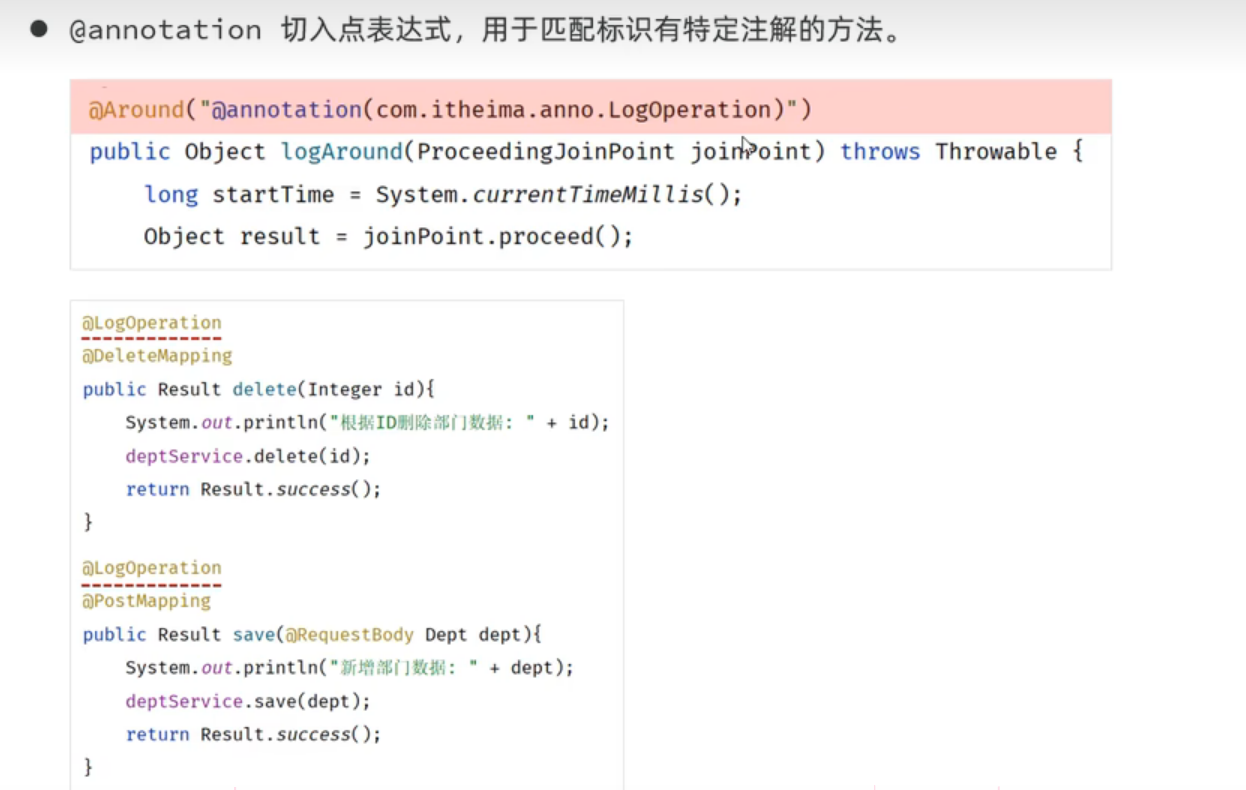 ● @annotation 切入点表达式，用于匹配标识有特定注解的方法。
@Around("@annotation(com.itheima.anno.LogOperation)")
public Object logAround(ProceedingJoinPoint joinPoint) throws Throwable {
    long startTime = System.currentTimeMillis();
    Object result = joinPoint.proceed();
@LogOperation
@DeleteMapping
public Result delete(Integer id){
    System.out.println("根据ID删除部门数据: " + id);
    deptService.delete(id);
    return Result.success();
}
@LogOperation
@PostMapping
public Result save(@RequestBody Dept dept){
    System.out.println("新增部门数据: " + dept);
    deptService.save(dept);
    return Result.success();
}